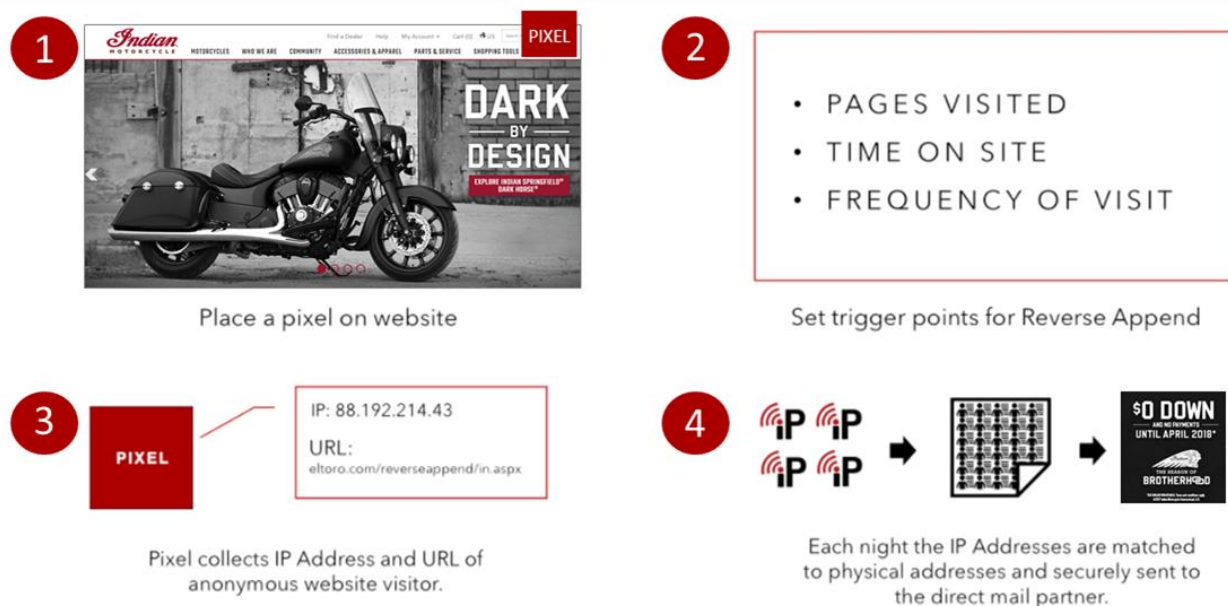 1
Indian
MOTORCYCLE
Find a Dealer Help My Account Cart (0) US
MOTORCYCLES WHO WE ARE COMMUNITY ACCESSORIES & APPAREL PARTS & SERVICE SHOPPING TOOLS
PIXEL
DARK
BY
DESIGN
EXPLORE INDIAN SPRINGFIELD®
DARK HORSE®
Place a pixel on website
2
• PAGES VISITED
• TIME ON SITE
• FREQUENCY OF VISIT
Set trigger points for Reverse Append
3
PIXEL
IP: 88.192.214.43
URL:
eltoro.com/reverseappend/in.aspx
Pixel collects IP Address and URL of
anonymous website visitor.
4
iP iP
iP iP
$0 DOWN
AND NO PAYMENTS
UNTIL APRIL 2018*
THE SEASON OF
BROTHERHOOD
Each night the IP Addresses are matched
to physical addresses and securely sent to
the direct mail partner.